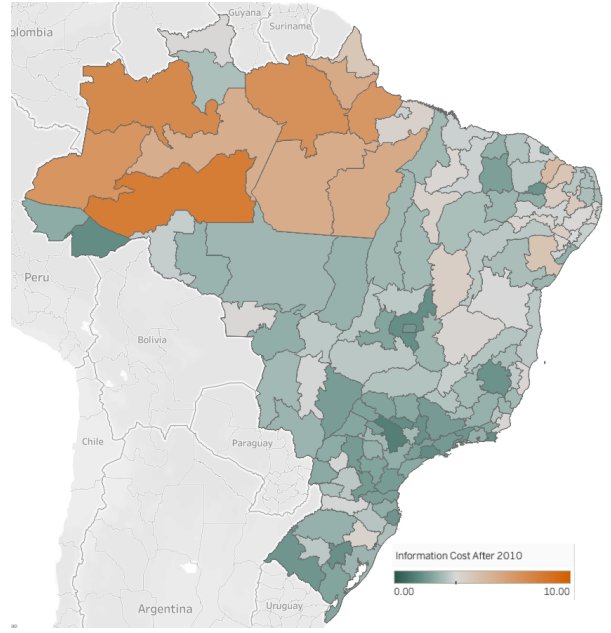 Guyana
Suriname
olombia
Peru
Bolivia
Paraguay
Chile
Argentina
Uruguay
Information Cost After 2010
0.00
10.00